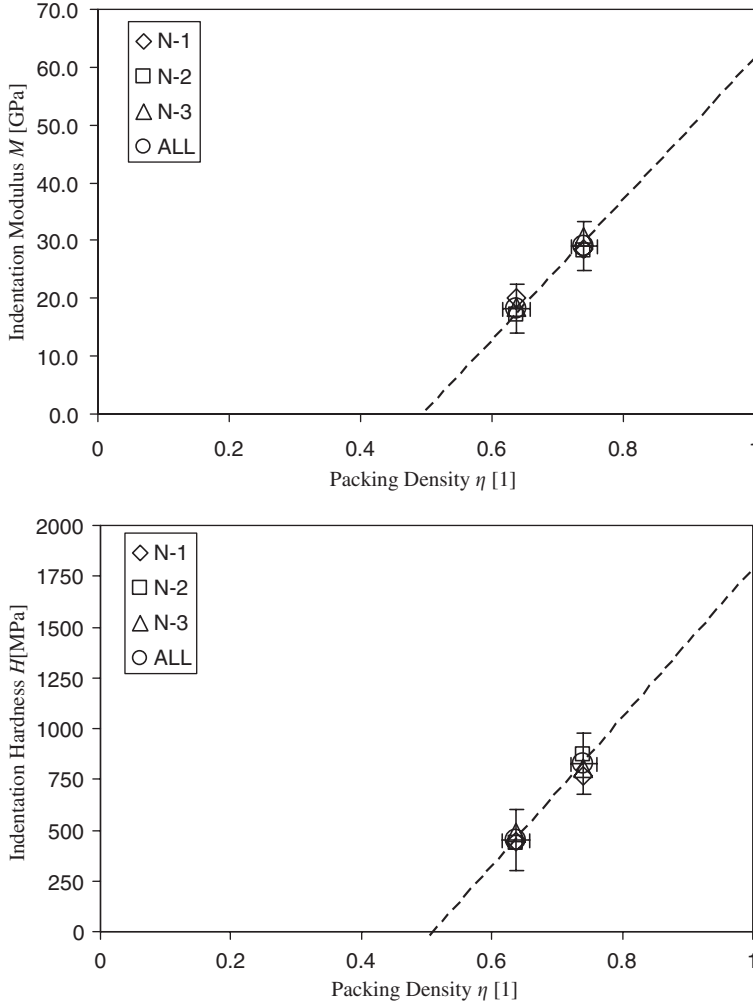 70.0
60.0
50.0
40.0
30.0
20.0
10.0
0.0
Indentation Modulus M [GPa]
N-1
N-2
N-3
ALL
0 0.2 0.4 0.6 0.8 1
Packing Density η [1]
2000
1750
1500
1250
1000
750
500
250
0
Indentation Hardness H[MPa]
N-1
N-2
N-3
ALL
0 0.2 0.4 0.6 0.8 1
Packing Density η [1]